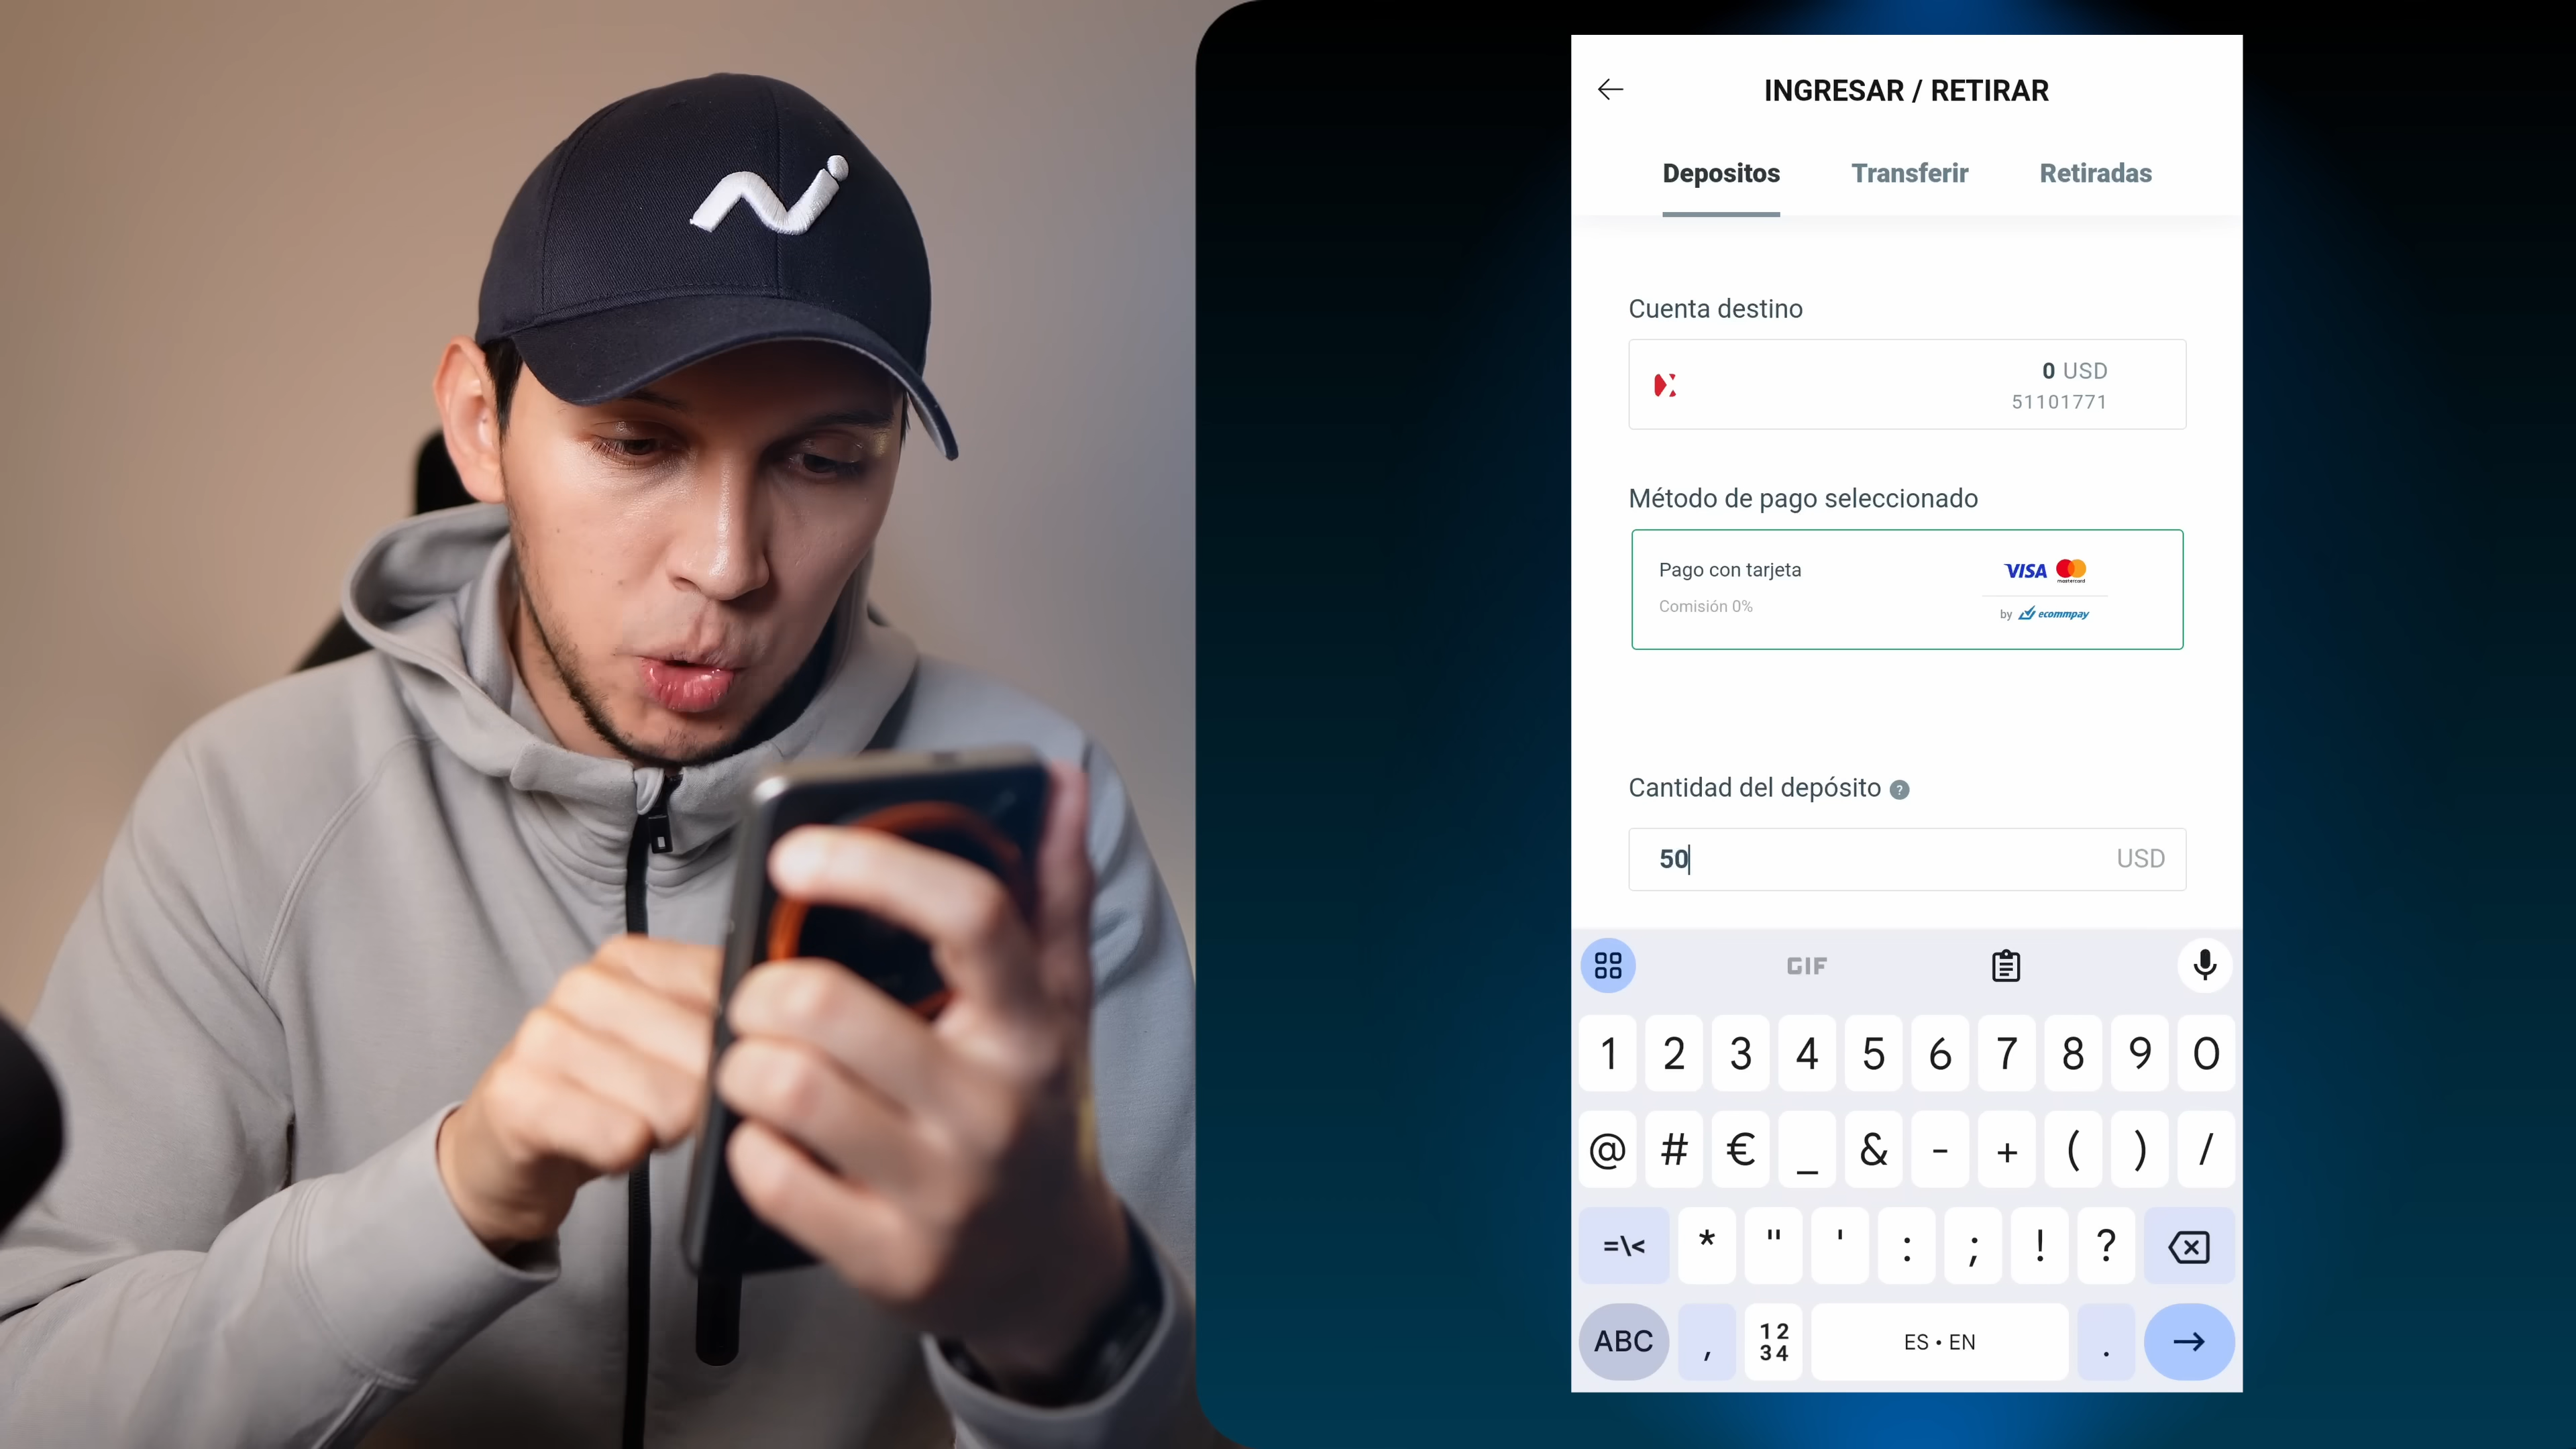 INGRESAR / RETIRAR
Depositos Transferir Retiradas
Cuenta destino
0 USD
51101771
Método de pago seleccionado
Pago con tarjeta
VISA mastercard
Comisión 0%
by ecommpay
Cantidad del depósito ?
50 USD
GIF
1 2 3 4 5 6 7 8 9 0
@ # € _ & - + ( ) /
=\< * " ' : ; ! ?
ABC , 12 34 ES • EN .